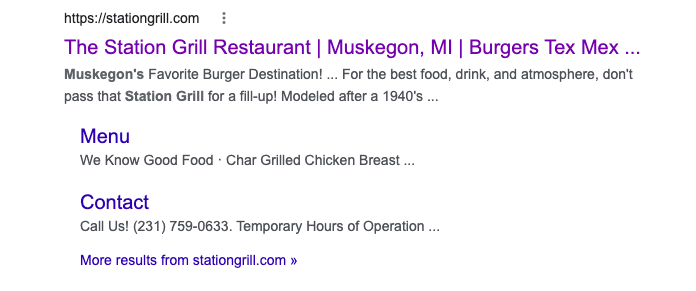 https://stationgrill.com
The Station Grill Restaurant | Muskegon, MI | Burgers Tex Mex ...
Muskegon's Favorite Burger Destination! ... For the best food, drink, and atmosphere, don't
pass that Station Grill for a fill-up! Modeled after a 1940's ...
Menu
We Know Good Food · Char Grilled Chicken Breast ...
Contact
Call Us! (231) 759-0633. Temporary Hours of Operation ...
More results from stationgrill.com »